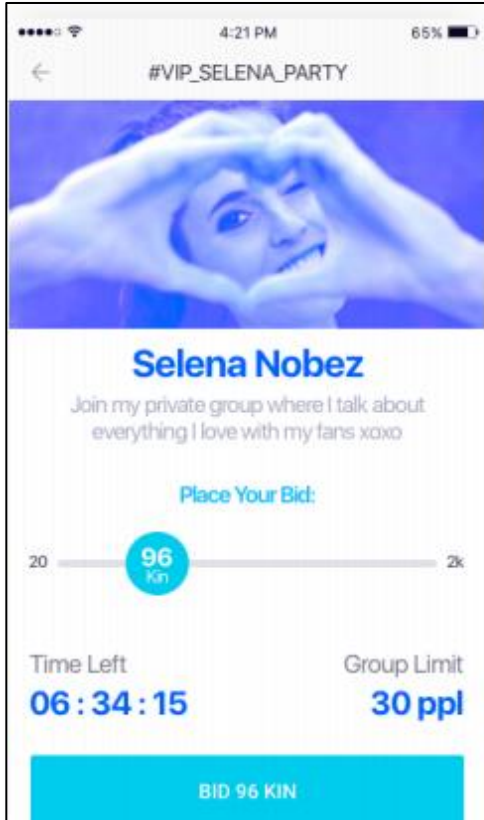 4:21 PM
65%
#VIP_SELENA_PARTY
Selena Nobez
Join my private group where I talk about
everything I love with my fans xoxo
Place Your Bid:
20
96
Kin
2k
Time Left
Group Limit
06 : 34 : 15
30 ppl
BID 96 KIN